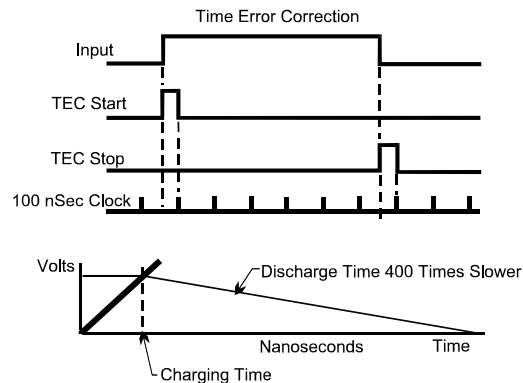 Time Error Correction
Input
TEC Start
TEC Stop
100 nSec Clock
Volts
Discharge Time 400 Times Slower
Nanoseconds
Time
Charging Time